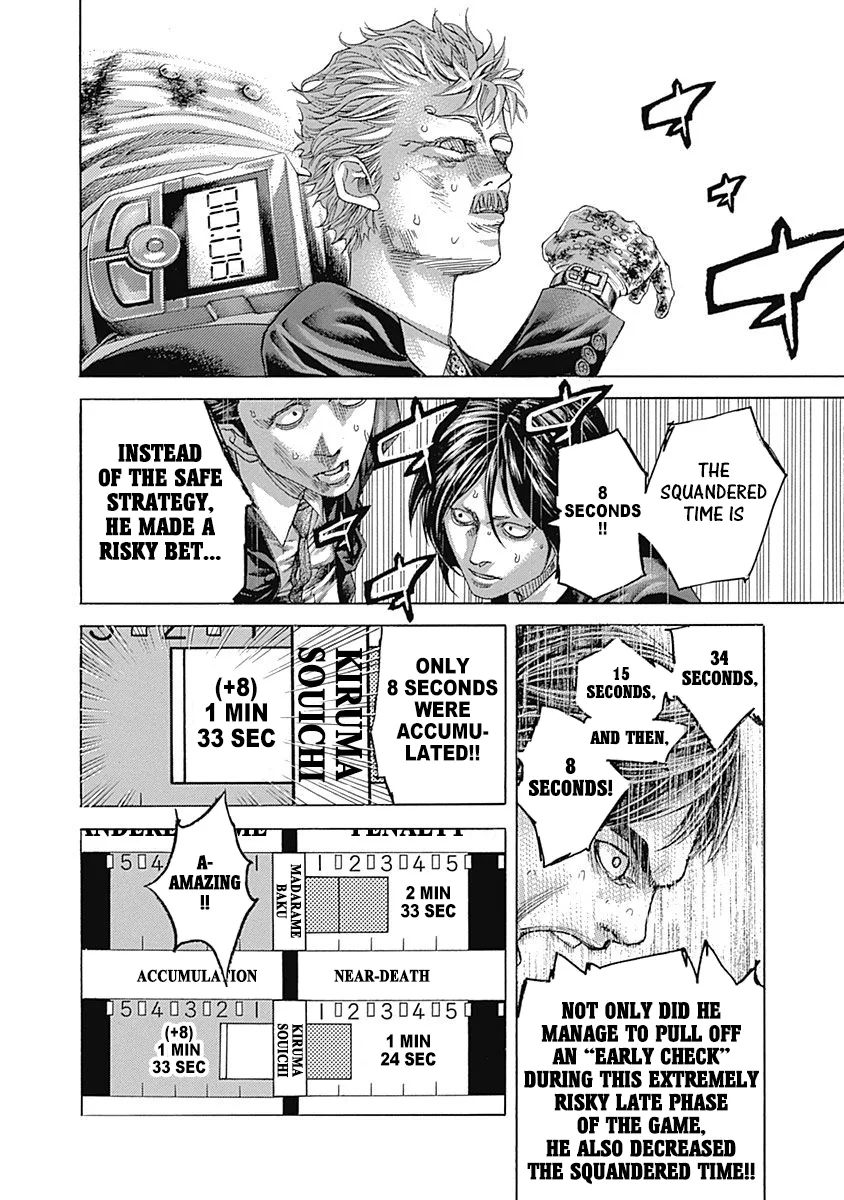 00:08
THE
SQUANDERED
TIME IS
8
SECONDS
!!
INSTEAD
OF THE SAFE
STRATEGY,
HE MADE A
RISKY BET...
34
SECONDS,
15
SECONDS,
AND THEN,
8
SECONDS!
NOT ONLY DID HE
MANAGE TO PULL OFF
AN “EARLY CHECK”
DURING THIS EXTREMELY
RISKY LATE PHASE
OF THE GAME,
HE ALSO DECREASED
THE SQUANDERED TIME!!
ONLY
8 SECONDS
WERE
ACCUMU-
LATED!!
KIRUMA
SOUICHI
(+8)
1 MIN
33 SEC
PENALTY
A-
AMAZING
!!
5 4 1
MADARAME
BAKU
1 2 3 4 5
2 MIN
33 SEC
ACCUMULATION
NEAR-DEATH
5 4 3 2 1
KIRUMA
SOUICHI
1 2 3 4 5
(+8)
1 MIN
33 SEC
1 MIN
24 SEC